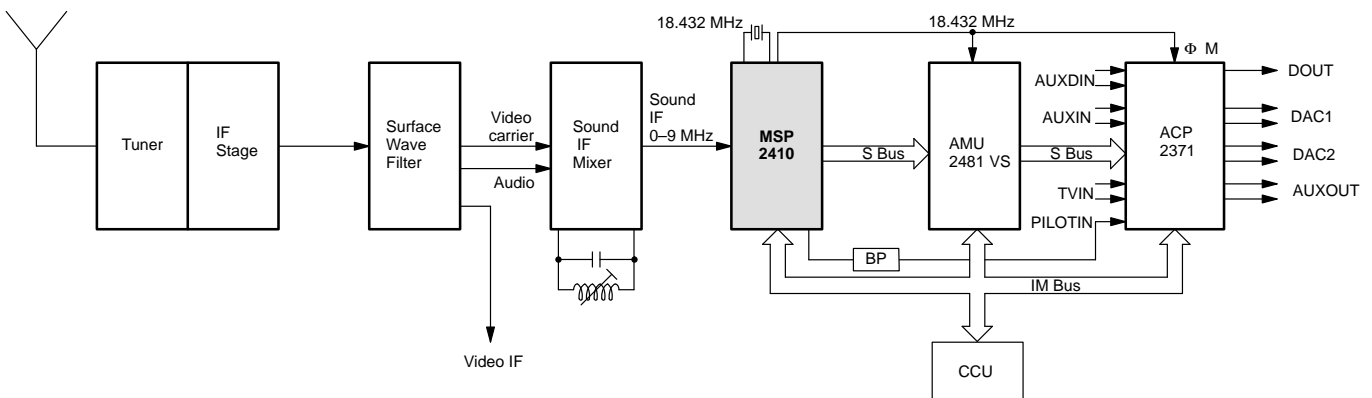 18.432 MHz
18.432 MHz
Φ M
Tuner
IF
Stage
Surface
Wave
Filter
Video
carrier
Audio
Sound
IF
Mixer
Sound
IF
0–9 MHz
MSP
2410
S Bus
AMU
2481 VS
S Bus
AUXDIN
AUXIN
TVIN
PILOTIN
ACP
2371
DOUT
DAC1
DAC2
AUXOUT
BP
IM Bus
Video IF
CCU